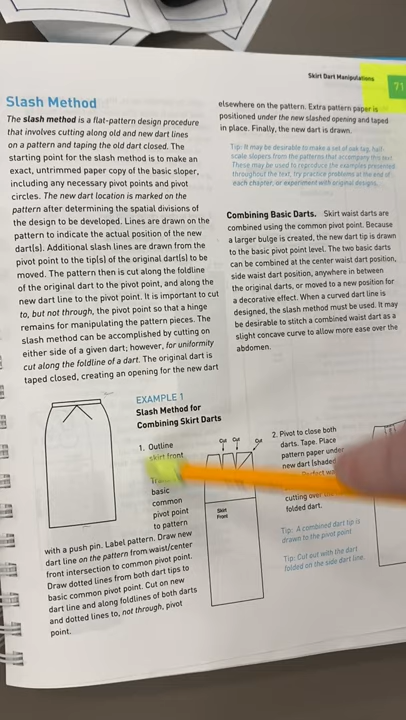 Skirt Dart Manipulations
71
Slash Method
The slash method is a flat-pattern design procedure
that involves cutting along old and new dart lines
on a pattern and taping the old dart closed. The
starting point for the slash method is to make an
exact, untrimmed paper copy of the basic sloper,
including any necessary pivot points and pivot
circles. The new dart location is marked on the
pattern after determining the spatial divisions of
the design to be developed. Lines are drawn on the
pattern to indicate the actual position of the new
dart(s). Additional slash lines are drawn from the
pivot point to the tip(s) of the original dart(s) to be
moved. The pattern then is cut along the foldline
of the original dart to the pivot point, and along the
new dart line to the pivot point. It is important to cut
to, but not through, the pivot point so that a hinge
remains for manipulating the pattern pieces. The
slash method can be accomplished by cutting on
either side of a given dart; however, for uniformity
cut along the foldline of a dart. The original dart is
taped closed, creating an opening for the new dart
elsewhere on the pattern. Extra pattern paper is
positioned under the new slashed opening and taped
in place. Finally, the new dart is drawn.
Tip: It may be desirable to make a set of oak tag, half-
scale slopers from the patterns that accompany this text.
These may be used to reproduce the examples presented
throughout the text, try practice problems at the end of
each chapter, or experiment with original designs.
Combining Basic Darts. Skirt waist darts are
combined using the common pivot point. Because
a larger bulge is created, the new dart tip is drawn
to the basic pivot point level. The two basic darts
can be combined at the center waist dart position,
side waist dart position, anywhere in between
the original darts, or moved to a new position for
a decorative effect. When a curved dart line is
designed, the slash method must be used. It may
be desirable to stitch a combined waist dart as a
slight concave curve to allow more ease over the
abdomen.
EXAMPLE 1
Slash Method for
Combining Skirt Darts
1. Outline
skirt front
basic
common
pivot point
to pattern
with a push pin. Label pattern. Draw new
dart line on the pattern from waist/center
front intersection to common pivot point.
Draw dotted lines from both dart tips to
basic common pivot point. Cut on new
dart line and along foldlines of both darts
and dotted lines to, not through, pivot
point.
Cut Cut Cut
Skirt
Front
2. Pivot to close both
darts. Tape. Place
pattern paper under
new dart (shaded
cutting over
folded dart.
Tip: A combined dart tip is
drawn to the pivot point.
Tip: Cut out with the dart
folded on the side dart line.